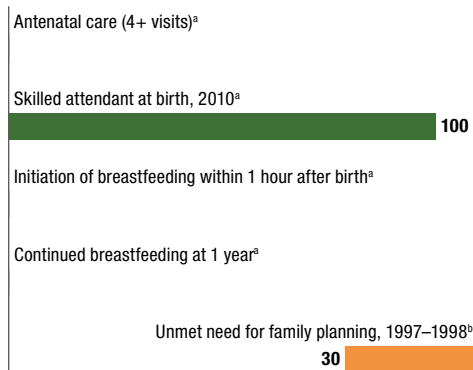 Antenatal care (4+ visits)ᵃ
Skilled attendant at birth, 2010ᵃ
100
Initiation of breastfeeding within 1 hour after birthᵃ
Continued breastfeeding at 1 yearᵃ
Unmet need for family planning, 1997–1998ᵇ
30